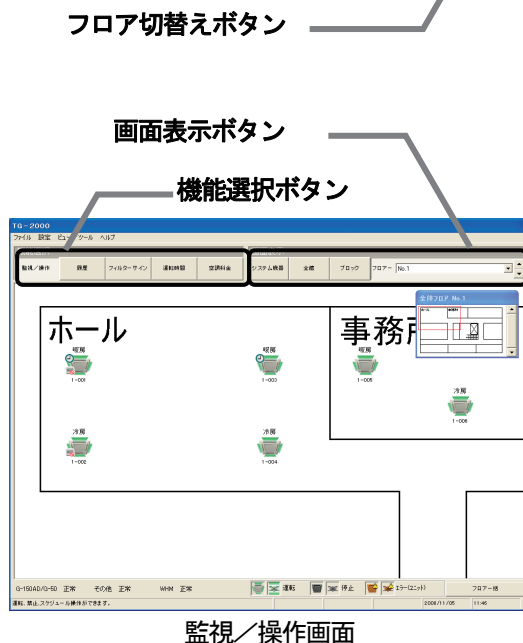 フロア切替えボタン
画面表示ボタン
機能選択ボタン
TG-2000
ファイル 設定 ビュー ツール ヘルプ
監視／操作 履歴 フィルターサイン 運転時間 空調料金 システム機器 全体 ブロック フロアー No.1
全体フロア No.1
ホール
事務所
暖房
1-001
暖房
1-003
暖房
1-005
冷房
1-006
冷房
1-002
冷房
1-004
G-150AD/G-50 正常 その他 正常 WHM 正常 運転 停止 エラー(ユニット) フロア一括
運転、禁止、スケジュール操作ができます。 2008/11/05 11:46
監視／操作画面